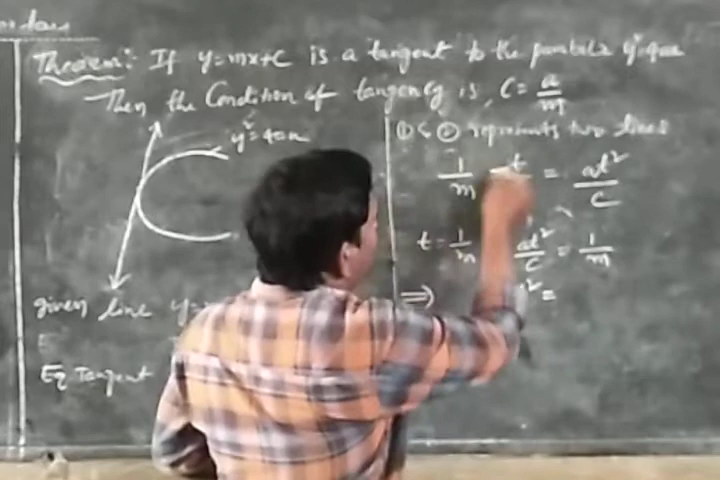 Theorem: If y=mx+c is a tangent to the parabola y²=4ax
Then the Condition of tangency is, C = a/m
y²=4ax
given line y=
Eq Tangent
① & ② represents two lines
1/m = t = at²/c
t = 1/m at²/c = 1/m
⇒ ² =